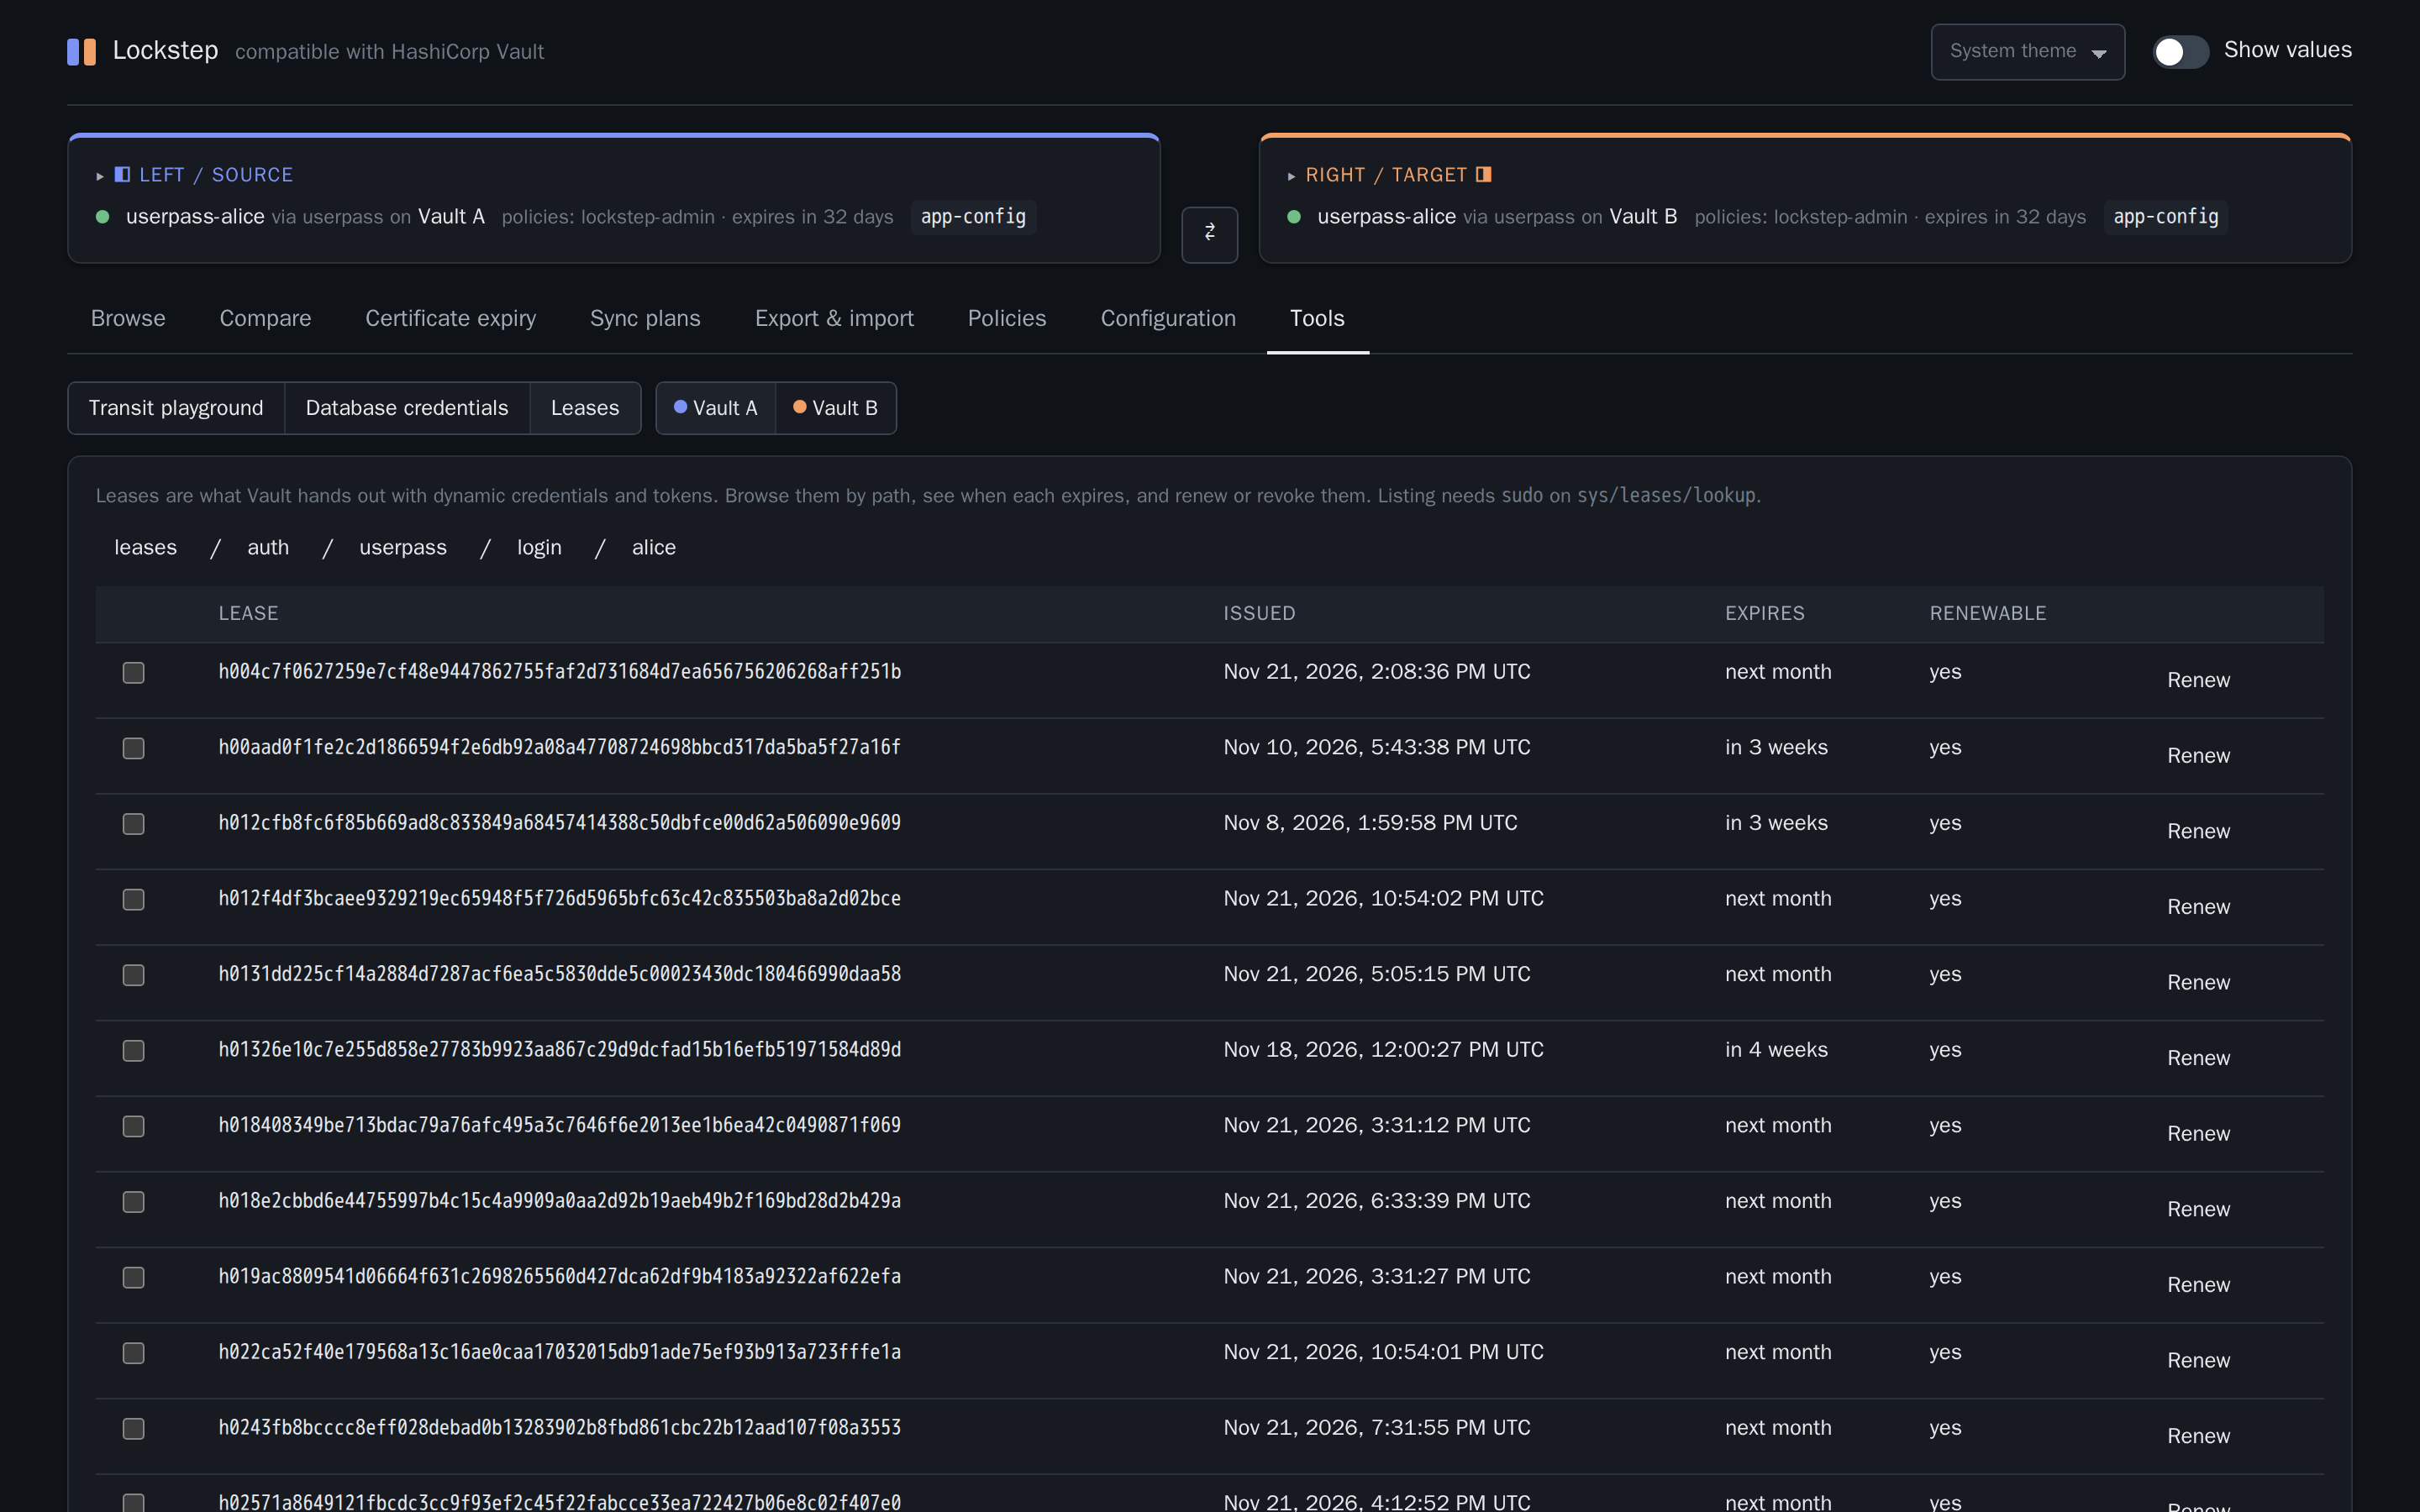 Lockstep compatible with HashiCorp Vault System theme Show values
LEFT / SOURCE
userpass-alice via userpass on Vault A policies: lockstep-admin · expires in 32 days app-config
RIGHT / TARGET
userpass-alice via userpass on Vault B policies: lockstep-admin · expires in 32 days app-config
Browse Compare Certificate expiry Sync plans Export & import Policies Configuration Tools
Transit playground Database credentials Leases Vault A Vault B
Leases are what Vault hands out with dynamic credentials and tokens. Browse them by path, see when each expires, and renew or revoke them. Listing needs sudo on sys/leases/lookup.
leases / auth / userpass / login / alice
LEASE ISSUED EXPIRES RENEWABLE
h004c7f0627259e7cf48e9447862755faf2d731684d7ea656756206268aff251b Nov 21, 2026, 2:08:36 PM UTC next month yes Renew
h00aad0f1fe2c2d1866594f2e6db92a08a47708724698bbcd317da5ba5f27a16f Nov 10, 2026, 5:43:38 PM UTC in 3 weeks yes Renew
h012cfb8fc6f85b669ad8c833849a68457414388c50dbfce00d62a506090e9609 Nov 8, 2026, 1:59:58 PM UTC in 3 weeks yes Renew
h012f4df3bcaee9329219ec65948f5f726d5965bfc63c42c835503ba8a2d02bce Nov 21, 2026, 10:54:02 PM UTC next month yes Renew
h0131dd225cf14a2884d7287acf6ea5c5830dde5c00023430dc180466990daa58 Nov 21, 2026, 5:05:15 PM UTC next month yes Renew
h01326e10c7e255d858e27783b9923aa867c29d9dcfad15b16efb51971584d89d Nov 18, 2026, 12:00:27 PM UTC in 4 weeks yes Renew
h018408349be713bdac79a76afc495a3c7646f6e2013ee1b6ea42c0490871f069 Nov 21, 2026, 3:31:12 PM UTC next month yes Renew
h018e2cbbd6e44755997b4c15c4a9909a0aa2d92b19aeb49b2f169bd28d2b429a Nov 21, 2026, 6:33:39 PM UTC next month yes Renew
h019ac8809541d06664f631c2698265560d427dca62df9b4183a92322af622efa Nov 21, 2026, 3:31:27 PM UTC next month yes Renew
h022ca52f40e179568a13c16ae0caa17032015db91ade75ef93b913a723fffe1a Nov 21, 2026, 10:54:01 PM UTC next month yes Renew
h0243fb8bcccc8eff028debad0b13283902b8fbd861cbc22b12aad107f08a3553 Nov 21, 2026, 7:31:55 PM UTC next month yes Renew
h02571a8649121fbcdc3cc9f93ef2c45f22fabcce33ea722427b06e8c02f407e0 Nov 21, 2026, 4:12:52 PM UTC next month yes Renew